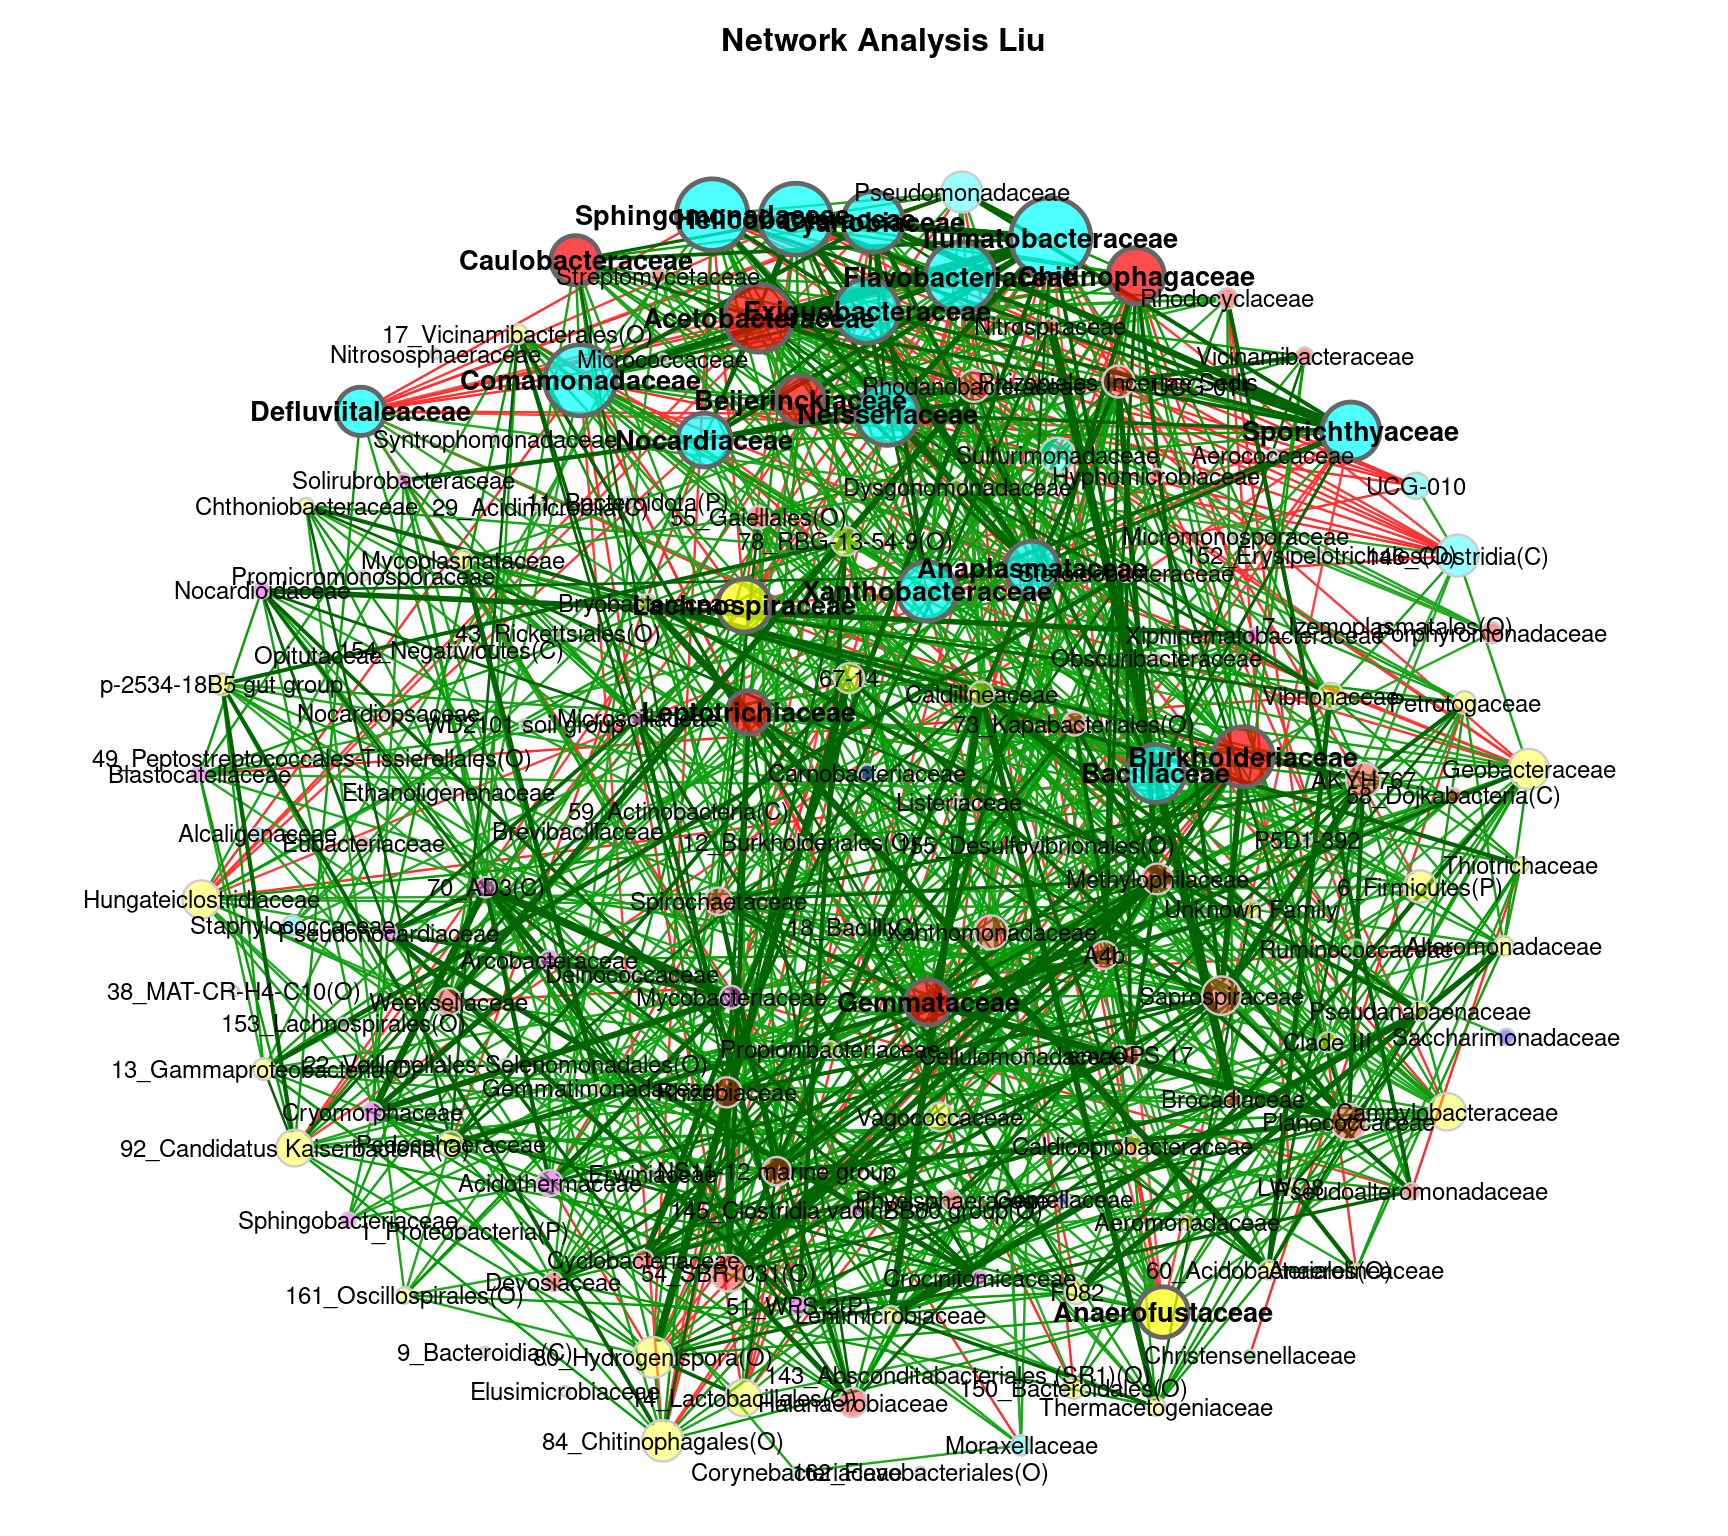 Network Analysis Liu
Pseudomonadaceae
Sphingomonadaceae
Helicobacteraceae
Cyanobiaceae
Ilumatobacteraceae
Caulobacteraceae
Streptomycetaceae
Flavobacteriaceae
Chitinophagaceae
Rhodocyclaceae
Acetobacteraceae
Exiguobacteraceae
Nitrospiraceae
17_Vicinamibacterales(O)
Nitrososphaeraceae
Micrococcaceae
Vicinamibacteraceae
Comamonadaceae
Rhodanobacteraceae
Rhizobiales Incertae Sedis
Beijerinckiaceae
Defluviitaleaceae
Neisseriaceae
Sporichthyaceae
Syntrophomonadaceae
Nocardiaceae
Sulfurimonadaceae
Aerococcaceae
Solirubrobacteraceae
Hyphomicrobiaceae
Dysgonomonadaceae
UCG-010
Chthoniobacteraceae
29_Acidimicrobiia(C)
11_Bacteroidota(P)
55_Gaiellales(O)
78_RBG-13-54-9(O)
Micromonosporaceae
152_Erysipelotrichales(O)
146_Clostridia(C)
Mycoplasmataceae
Anaplasmataceae
Steroidobacteraceae
Promicromonosporaceae
Nocardioidaceae
Xanthobacteraceae
Bryobacteraceae
Lachnospiraceae
43_Rickettsiales(O)
7_Izemoplasmatales(O)
Xiphinematobacteraceae
Porphyromonadaceae
Opitutaceae
154_Negativicutes(C)
Obscuribacteraceae
p-2534-18B5 gut group
67-14
Caldilineaceae
Vibrionaceae
Petrotogaceae
Nocardiopsaceae
WD2101 soil group
Microscillaceae
Leptotrichiaceae
73_Kapabacteriales(O)
49_Peptostreptococcales-Tissierellales(O)
Blastocatellaceae
Burkholderiaceae
Bacillaceae
Carnobacteriaceae
AKYH767
Geobacteraceae
Ethanoligenenaceae
Listeriaceae
58_Dojkabacteria(C)
59_Actinobacteria(C)
Alcaligenaceae
Eubacteriaceae
Brevibacillaceae
12_Burkholderiales(O)
155_Desulfovibrionales(O)
P5D1-392
Thiotrichaceae
70_AD3(C)
Methylophilaceae
6_Firmicutes(P)
Hungateiclostridiaceae
Spirochaetaceae
Unknown Family
Staphylococcaceae
Pseudonocardiaceae
18_Bacilli(C)
Xanthomonadaceae
Ruminococcaceae
Alteromonadaceae
Arcobacteraceae
A4b
Deinococcaceae
38_MAT-CR-H4-C10(O)
Weeksellaceae
Mycobacteriaceae
Gemmataceae
Saprospiraceae
Pseudanabaenaceae
153_Lachnospirales(O)
Saccharimonadaceae
Clade III
Propionibacteriaceae
Cellulomonadaceae
env.OPS 17
22_Veillonellales-Selenomonadales(O)
13_Gammaproteobacteria(C)
Gemmatimonadaceae
Rhizobiaceae
Brocadiaceae
Cryomorphaceae
Vagococcaceae
Planococcaceae
Campylobacteraceae
92_Candidatus Kaiserbacteria(O)
Pedosphaeraceae
Caldicoprobacteraceae
Erwiniaceae
NS11-12 marine group
Acidothermaceae
Phycisphaeraceae
Gemellaceae
LWQ8
Pseudoalteromonadaceae
145_Clostridia vadinBB60 group(O)
Sphingobacteriaceae
1_Proteobacteria(P)
Aeromonadaceae
Cyclobacteriaceae
54_SBR1031(O)
Devosiaceae
Crocinitomicaceae
60_Acidobacteriales(O)
Anaerolineaceae
161_Oscillospirales(O)
F082
51_WPS-2(P)
Lentimicrobiaceae
Anaerofustaceae
9_Bacteroidia(C)
80_Hydrogenispora(O)
Christensenellaceae
143_Absconditabacteriales (SR1)(O)
Elusimicrobiaceae
150_Bacteroidales(O)
14_Lactobacillales(O)
Halanaerobiaceae
Thermacetogeniaceae
84_Chitinophagales(O)
Moraxellaceae
Corynebacteriaceae
162_Flavobacteriales(O)